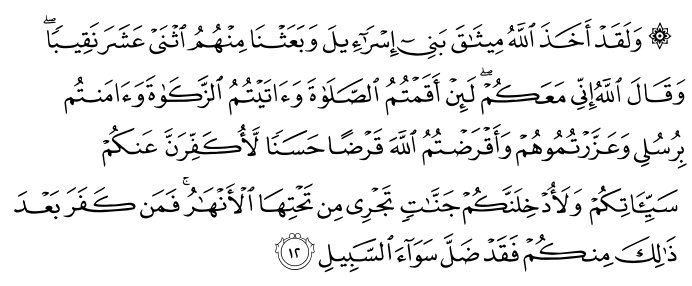 ۞ وَلَقَدۡ أَخَذَ ٱللَّهُ مِيثَٰقَ بَنِيٓ إِسۡرَٰٓءِيلَ وَبَعَثۡنَا مِنۡهُمُ ٱثۡنَيۡ عَشَرَ نَقِيبٗاۖ
وَقَالَ ٱللَّهُ إِنِّي مَعَكُمۡۖ لَئِنۡ أَقَمۡتُمُ ٱلصَّلَوٰةَ وَءَاتَيۡتُمُ ٱلزَّكَوٰةَ وَءَامَنتُم
بِرُسُلِي وَعَزَّرۡتُمُوهُمۡ وَأَقۡرَضۡتُمُ ٱللَّهَ قَرۡضًا حَسَنٗا لَّأُكَفِّرَنَّ عَنكُمۡ
سَيِّـَٔاتِكُمۡ وَلَأُدۡخِلَنَّكُمۡ جَنَّٰتٖ تَجۡرِي مِن تَحۡتِهَا ٱلۡأَنۡهَٰرُۚ فَمَن كَفَرَ بَعۡدَ
ذَٰلِكَ مِنكُمۡ فَقَدۡ ضَلَّ سَوَآءَ ٱلسَّبِيلِ ١٢